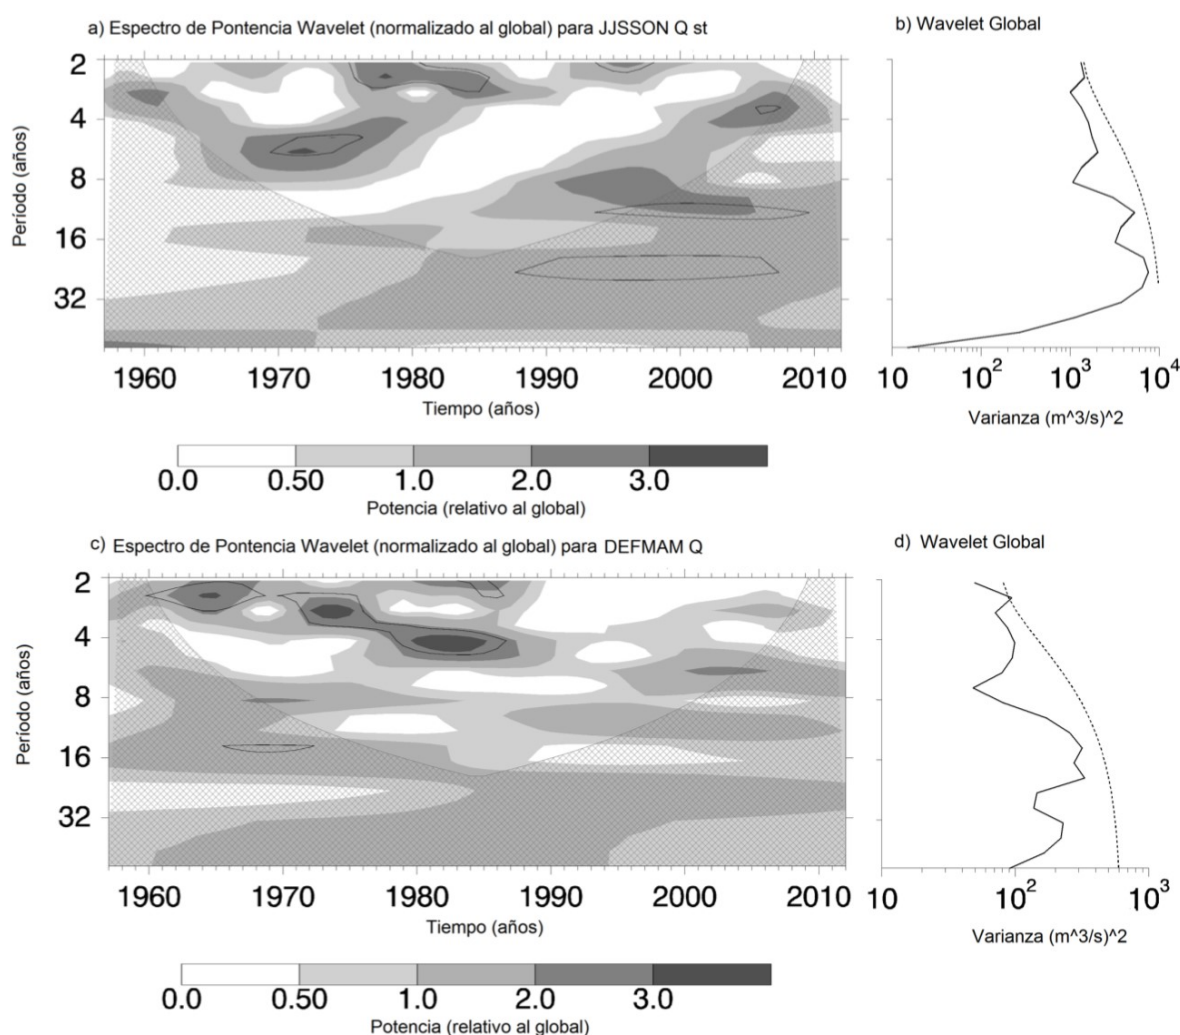 a) Espectro de Pontencia Wavelet (normalizado al global) para JJSSON Q st
b) Wavelet Global
2
4
8
16
32
Período (años)
1960 1970 1980 1990 2000 2010
Tiempo (años)
10 10^2 10^3 10^4
Varianza (m^3/s)^2
0.0 0.50 1.0 2.0 3.0
Potencia (relativo al global)
c) Espectro de Pontencia Wavelet (normalizado al global) para DEFMAM Q
d) Wavelet Global
2
4
8
16
32
Período (años)
1960 1970 1980 1990 2000 2010
Tiempo (años)
10 10^2 10^3
Varianza (m^3/s)^2
0.0 0.50 1.0 2.0 3.0
Potencia (relativo al global)